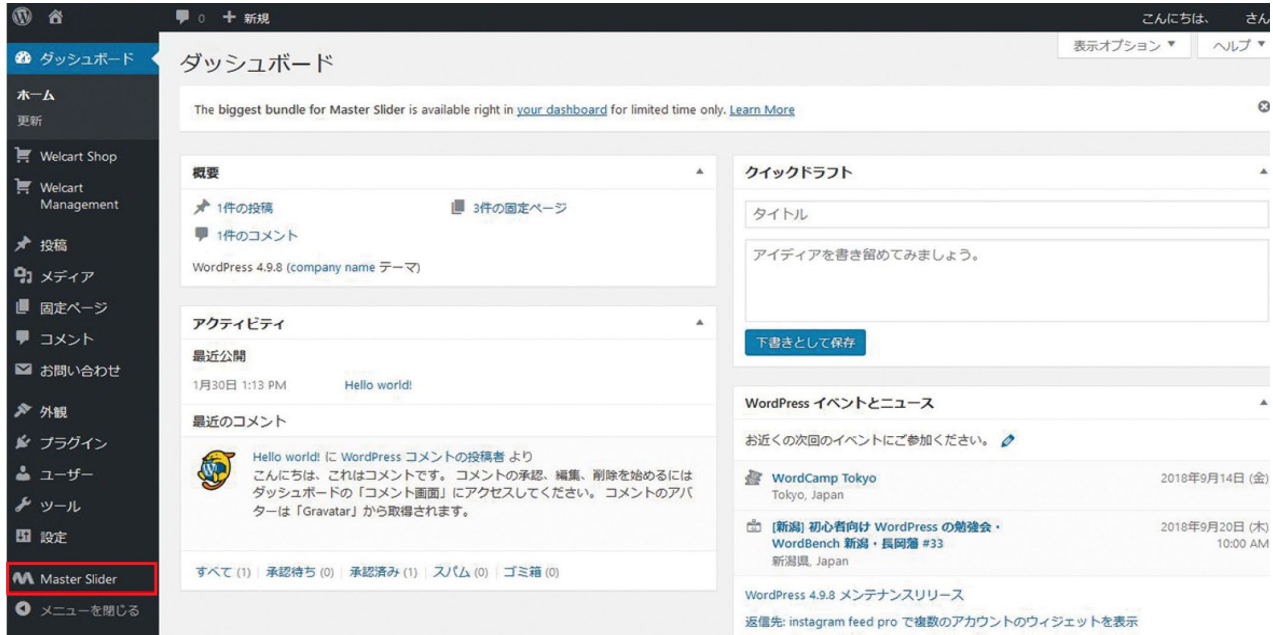 0 新規
こんにちは、 さん
ダッシュボード
ホーム
更新
Welcart Shop
Welcart
Management
投稿
メディア
固定ページ
コメント
お問い合わせ
外観
プラグイン
ユーザー
ツール
設定
Master Slider
メニューを閉じる
表示オプション ▼
ヘルプ ▼
ダッシュボード
The biggest bundle for Master Slider is available right in your dashboard for limited time only. Learn More
概要
1件の投稿
3件の固定ページ
1件のコメント
WordPress 4.9.8 (company name テーマ)
アクティビティ
最近公開
1月30日 1:13 PM Hello world!
最近のコメント
Hello world! に WordPress コメントの投稿者 より
こんにちは、これはコメントです。 コメントの承認、編集、削除を始めるには
ダッシュボードの「コメント画面」にアクセスしてください。 コメントのアバ
ターは「Gravatar」から取得されます。
すべて (1) | 承認待ち (0) | 承認済み (1) | スパム (0) | ゴミ箱 (0)
クイックドラフト
タイトル
アイディアを書き留めてみましょう。
下書きとして保存
WordPress イベントとニュース
お近くの次回のイベントにご参加ください。
WordCamp Tokyo 2018年9月14日 (金)
Tokyo, Japan
[新潟] 初心者向け WordPress の勉強会・ 2018年9月20日 (木)
WordBench 新潟・長岡藩 #33 10:00 AM
新潟県, Japan
WordPress 4.9.8 メンテナンスリリース
返信先: instagram feed pro で複数のアカウントのウィジェットを表示